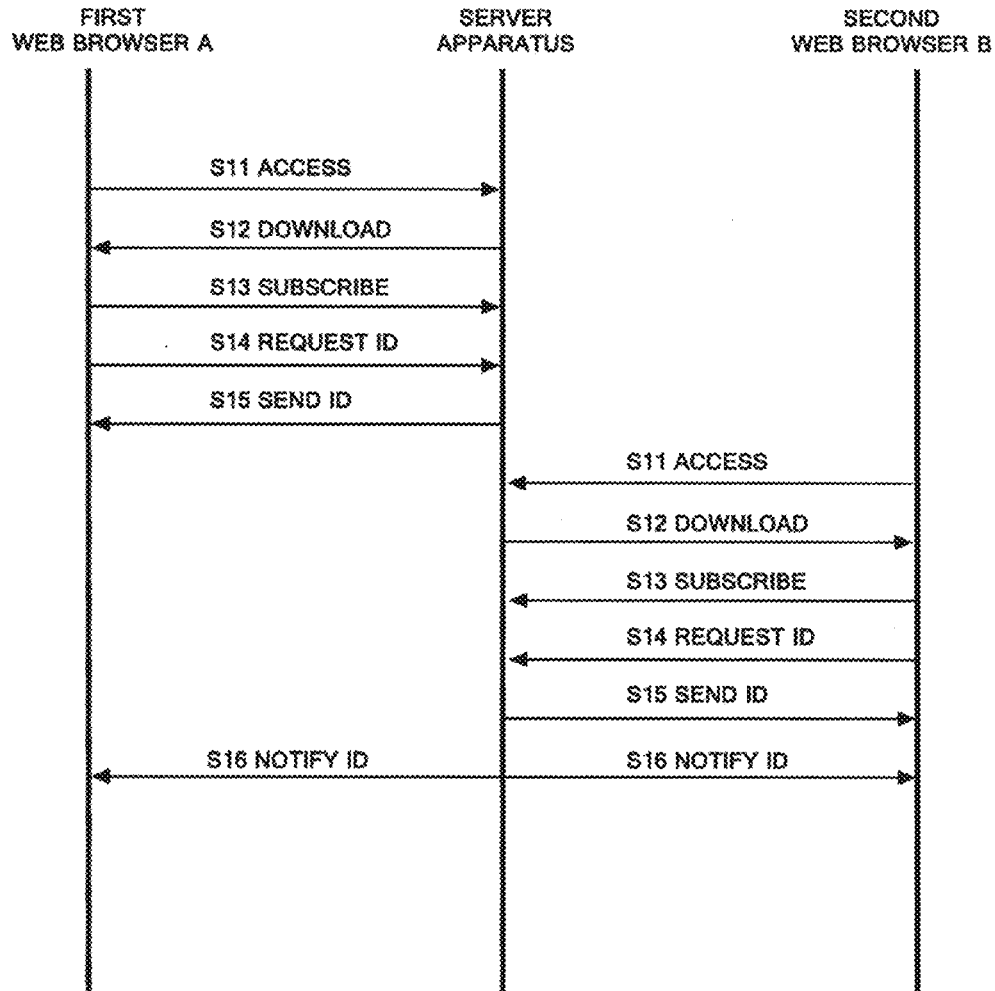 FIRST
WEB BROWSER A
SERVER
APPARATUS
SECOND
WEB BROWSER B
S11 ACCESS
S12 DOWNLOAD
S13 SUBSCRIBE
S14 REQUEST ID
S15 SEND ID
S11 ACCESS
S12 DOWNLOAD
S13 SUBSCRIBE
S14 REQUEST ID
S15 SEND ID
S16 NOTIFY ID
S16 NOTIFY ID